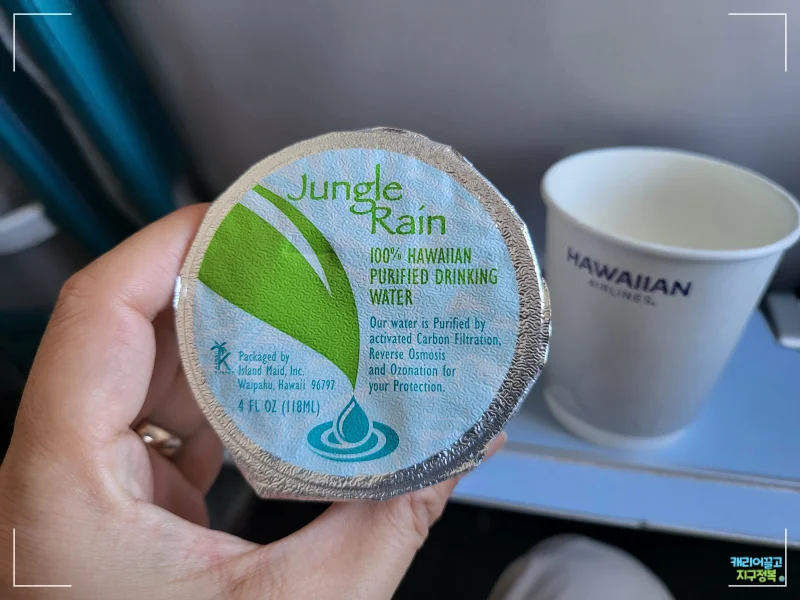 Jungle
Rain
100% HAWAIIAN
PURIFIED DRINKING
WATER
Our water is Purified by
activated Carbon Filtration,
Reverse Osmosis
and Ozonation for
your Protection.
Packaged by
Island Maid, Inc.
Waipahu, Hawaii 96797
4 FL OZ (118ML)
HAWAIIAN
AIRLINES
캐리어끌고
지구정복